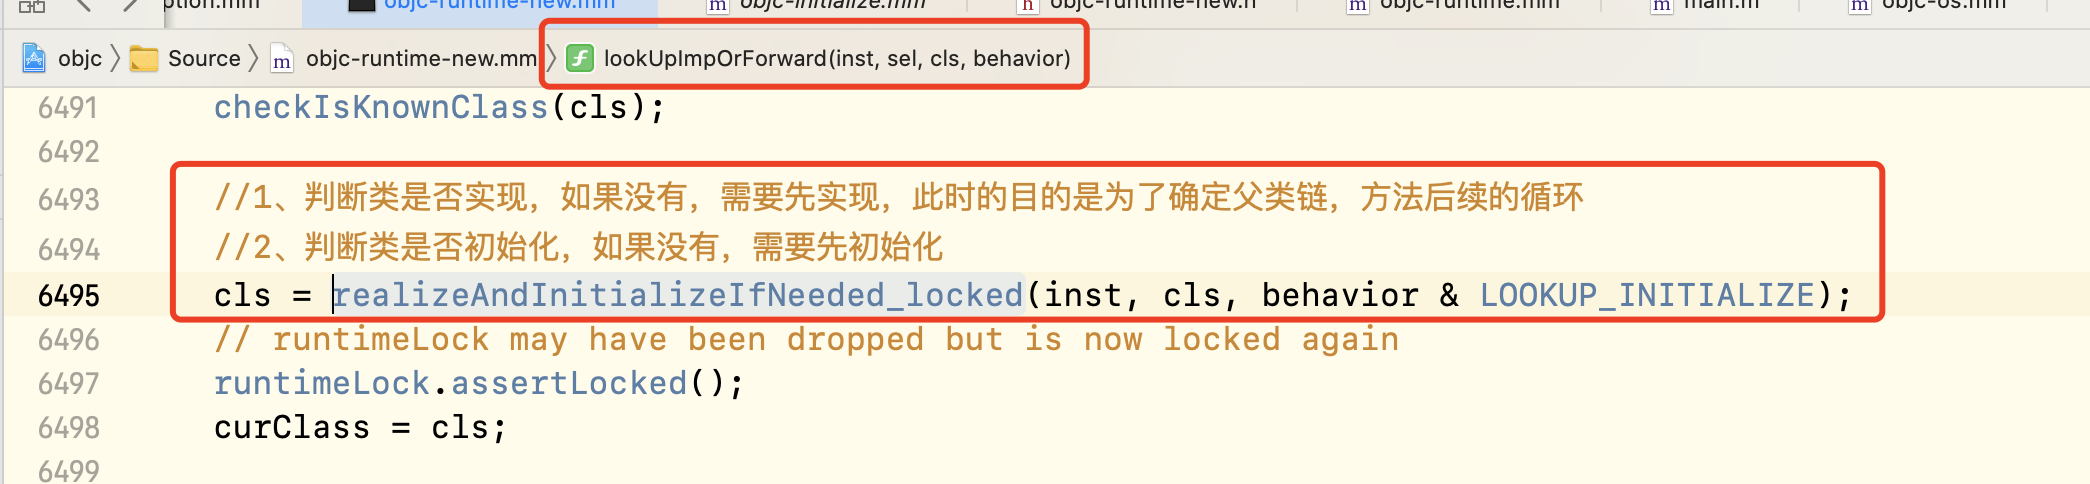 ption.mm objc-runtime-new.mm objc-initialize.mm objc-runtime-new.h objc-runtime.mm main.m objc-os.mm
objc Source objc-runtime-new.mm lookUpImpOrForward(inst, sel, cls, behavior)
6491 checkIsKnownClass(cls);
6492
6493 //1、判断类是否实现，如果没有，需要先实现，此时的目的是为了确定父类链，方法后续的循环
6494 //2、判断类是否初始化，如果没有，需要先初始化
6495 cls = realizeAndInitializeIfNeeded_locked(inst, cls, behavior & LOOKUP_INITIALIZE);
6496 // runtimeLock may have been dropped but is now locked again
6497 runtimeLock.assertLocked();
6498 curClass = cls;
6499